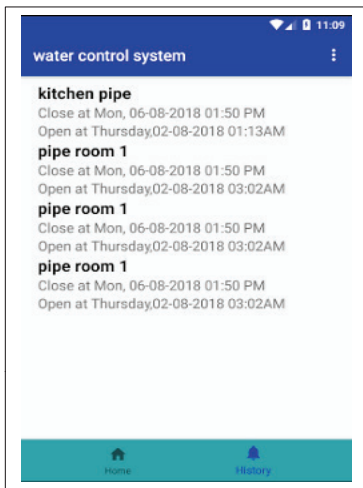 11:09
water control system
kitchen pipe
Close at Mon, 06-08-2018 01:50 PM
Open at Thursday,02-08-2018 01:13AM
pipe room 1
Close at Mon, 06-08-2018 01:50 PM
Open at Thursday,02-08-2018 03:02AM
pipe room 1
Close at Mon, 06-08-2018 01:50 PM
Open at Thursday,02-08-2018 03:02AM
pipe room 1
Close at Mon, 06-08-2018 01:50 PM
Open at Thursday,02-08-2018 03:02AM
Home History